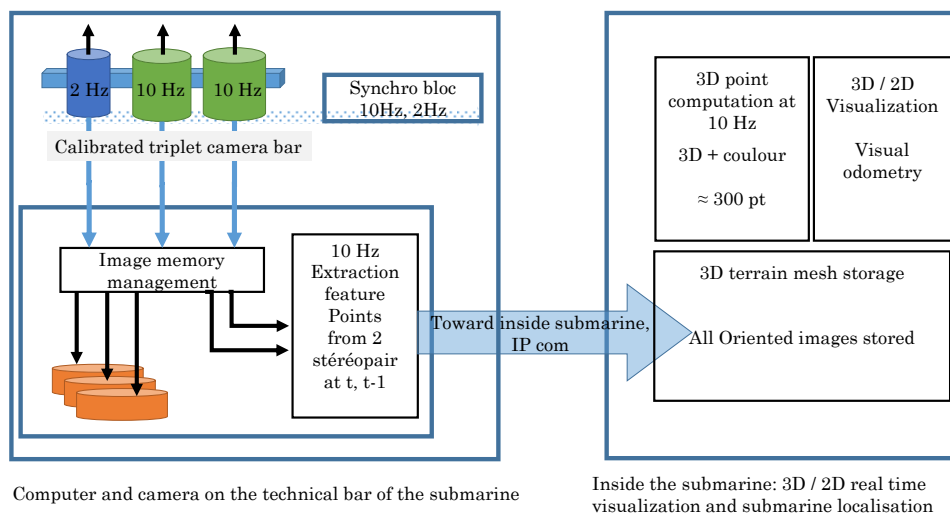 2 Hz
10 Hz
10 Hz
Synchro bloc
10Hz, 2Hz
Calibrated triplet camera bar
Image memory
management
10 Hz
Extraction
feature
Points
from 2
stéréopair
at t, t-1
Toward inside submarine,
IP com
3D point
computation at
10 Hz
3D + coulour
≈ 300 pt
3D / 2D
Visualization
Visual
odometry
3D terrain mesh storage
All Oriented images stored
Computer and camera on the technical bar of the submarine
Inside the submarine: 3D / 2D real time
visualization and submarine localisation